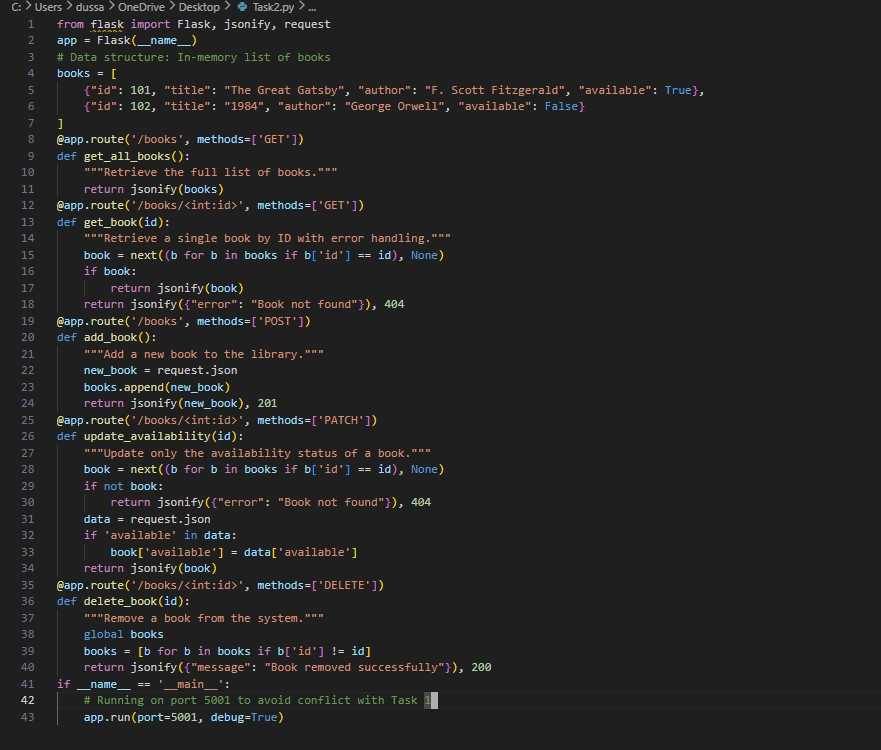 C: > Users > dussa > OneDrive > Desktop > Task2.py > ...
1 from flask import Flask, jsonify, request
2 app = Flask(__name__)
3 # Data structure: In-memory list of books
4 books = [
5     {"id": 101, "title": "The Great Gatsby", "author": "F. Scott Fitzgerald", "available": True},
6     {"id": 102, "title": "1984", "author": "George Orwell", "available": False}
7 ]
8 @app.route('/books', methods=['GET'])
9 def get_all_books():
10     """Retrieve the full list of books."""
11     return jsonify(books)
12 @app.route('/books/<int:id>', methods=['GET'])
13 def get_book(id):
14     """Retrieve a single book by ID with error handling."""
15     book = next((b for b in books if b['id'] == id), None)
16     if book:
17         return jsonify(book)
18     return jsonify({"error": "Book not found"}), 404
19 @app.route('/books', methods=['POST'])
20 def add_book():
21     """Add a new book to the library."""
22     new_book = request.json
23     books.append(new_book)
24     return jsonify(new_book), 201
25 @app.route('/books/<int:id>', methods=['PATCH'])
26 def update_availability(id):
27     """Update only the availability status of a book."""
28     book = next((b for b in books if b['id'] == id), None)
29     if not book:
30         return jsonify({"error": "Book not found"}), 404
31     data = request.json
32     if 'available' in data:
33         book['available'] = data['available']
34     return jsonify(book)
35 @app.route('/books/<int:id>', methods=['DELETE'])
36 def delete_book(id):
37     """Remove a book from the system."""
38     global books
39     books = [b for b in books if b['id'] != id]
40     return jsonify({"message": "Book removed successfully"}), 200
41 if __name__ == '__main__':
42     # Running on port 5001 to avoid conflict with Task 1
43     app.run(port=5001, debug=True)